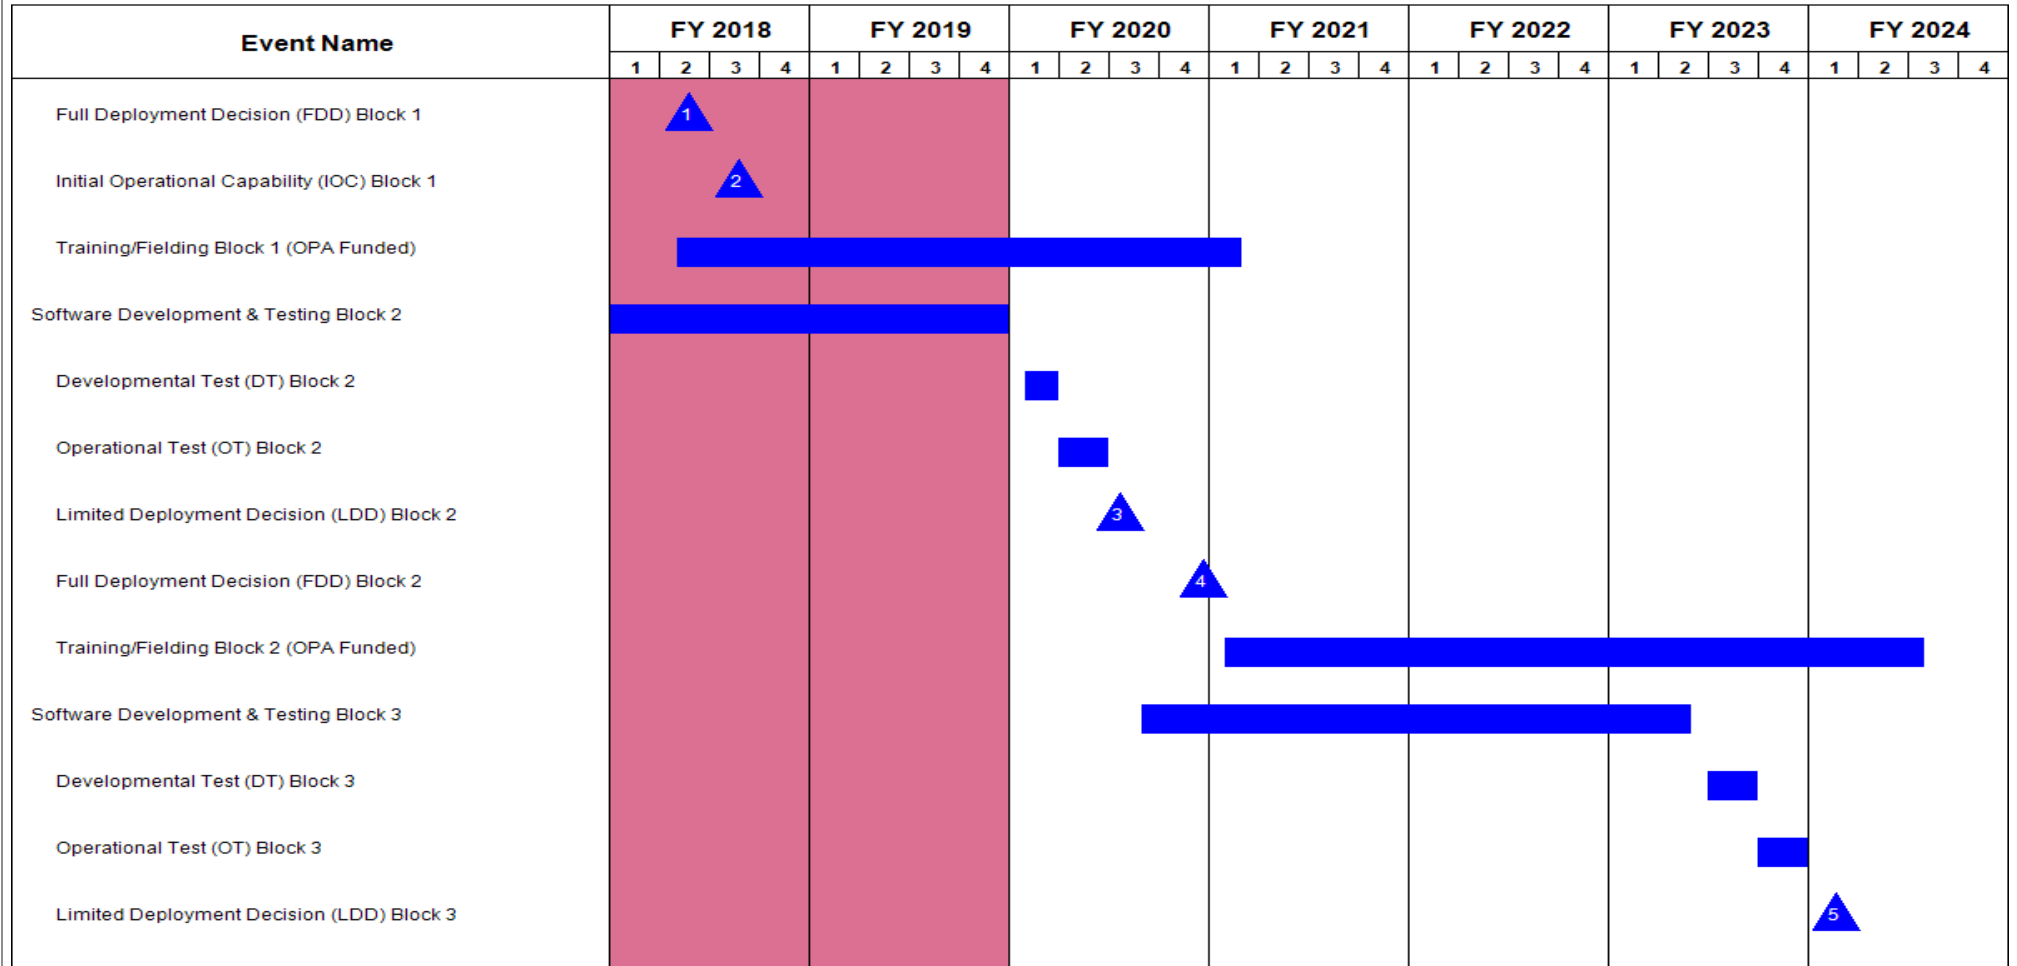 Event Name
FY 2018 FY 2019 FY 2020 FY 2021 FY 2022 FY 2023 FY 2024
1 2 3 4 1 2 3 4 1 2 3 4 1 2 3 4 1 2 3 4 1 2 3 4 1 2 3 4
Full Deployment Decision (FDD) Block 1
1
Initial Operational Capability (IOC) Block 1
2
Training/Fielding Block 1 (OPA Funded)
Software Development & Testing Block 2
Developmental Test (DT) Block 2
Operational Test (OT) Block 2
Limited Deployment Decision (LDD) Block 2
3
Full Deployment Decision (FDD) Block 2
4
Training/Fielding Block 2 (OPA Funded)
Software Development & Testing Block 3
Developmental Test (DT) Block 3
Operational Test (OT) Block 3
Limited Deployment Decision (LDD) Block 3
5